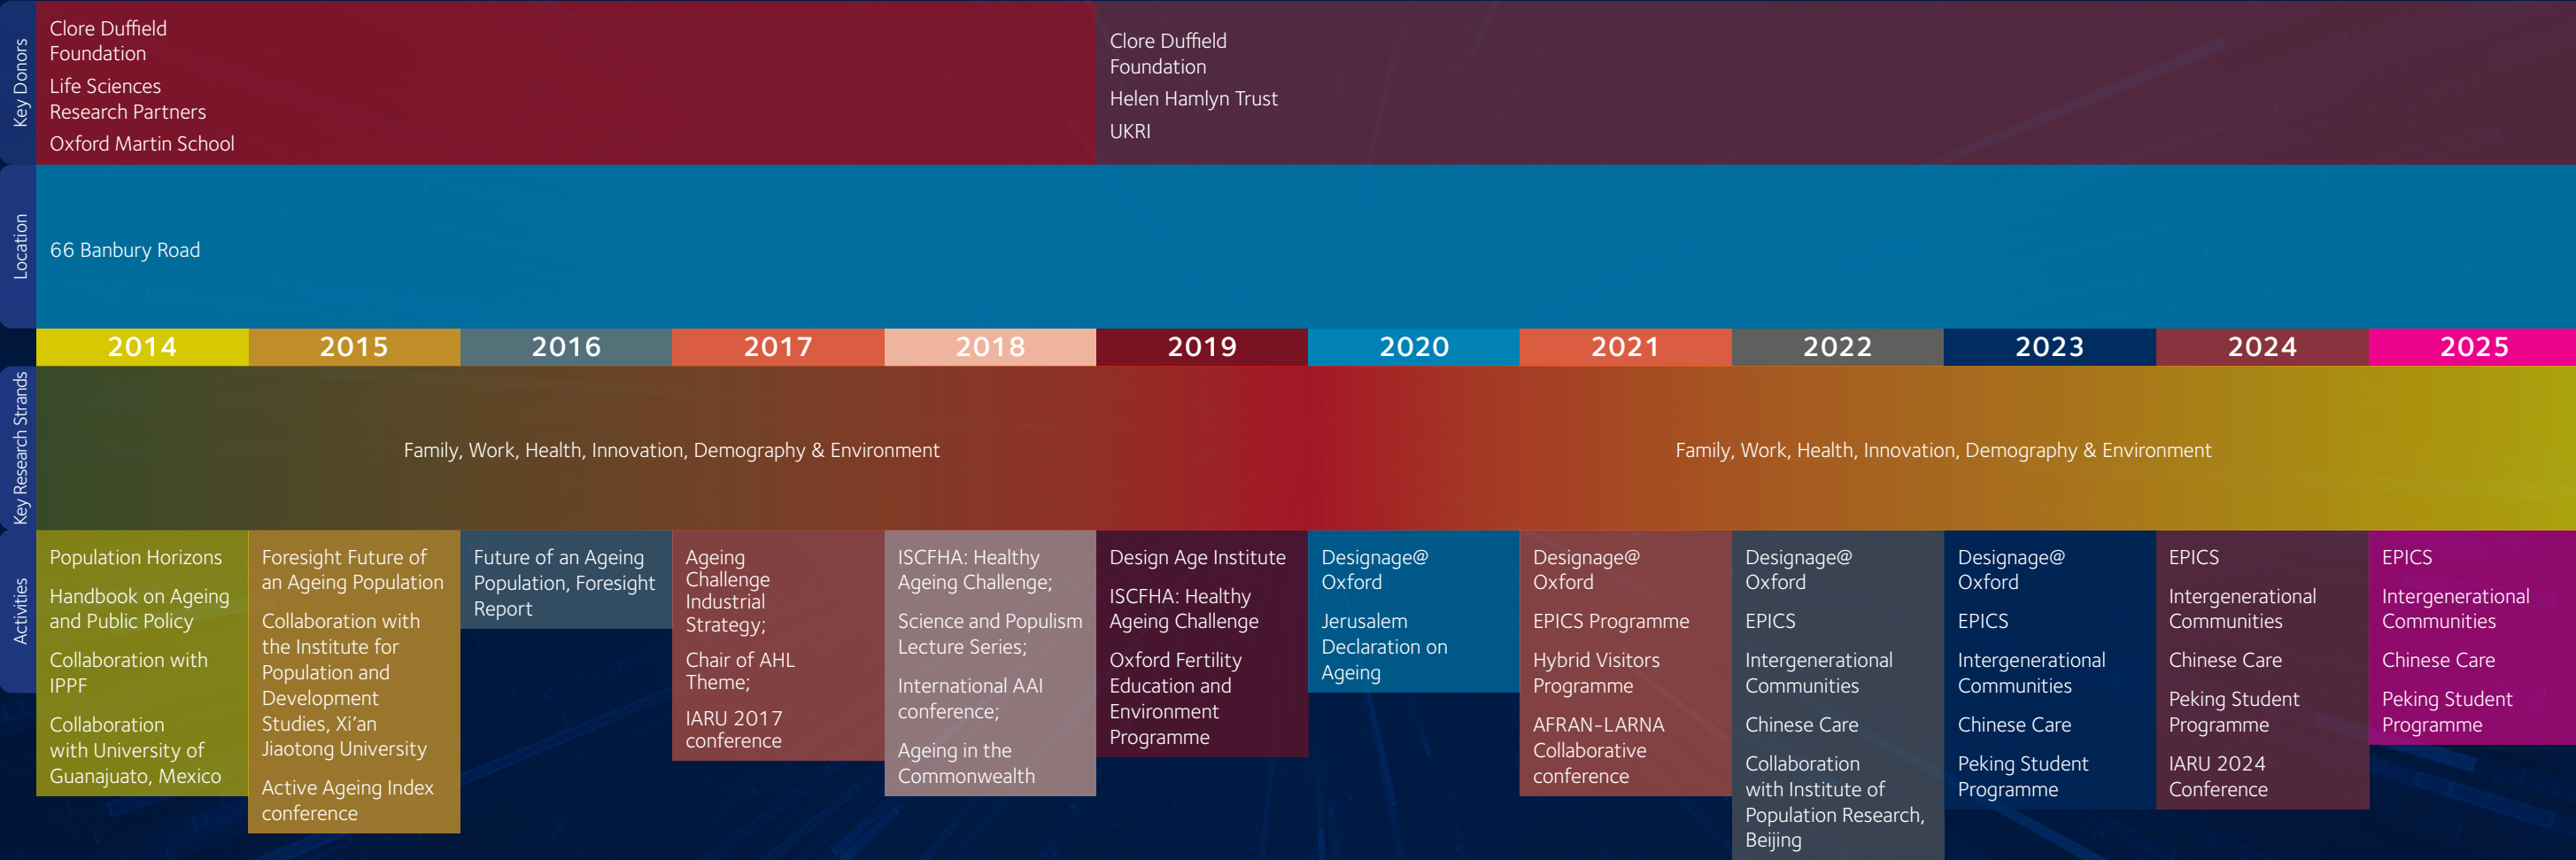 Key Donors
Clore Duffield
Foundation
Life Sciences
Research Partners
Oxford Martin School
Clore Duffield
Foundation
Helen Hamlyn Trust
UKRI
Location
66 Banbury Road
2014
2015
2016
2017
2018
2019
2020
2021
2022
2023
2024
2025
Key Research Strands
Family, Work, Health, Innovation, Demography & Environment
Family, Work, Health, Innovation, Demography & Environment
Activities
Population Horizons
Handbook on Ageing
and Public Policy
Collaboration with
IPPF
Collaboration
with University of
Guanajuato, Mexico
Foresight Future of
an Ageing Population
Collaboration with
the Institute for
Population and
Development
Studies, Xi'an
Jiaotong University
Active Ageing Index
conference
Future of an Ageing
Population, Foresight
Report
Ageing
Challenge
Industrial
Strategy;
Chair of AHL
Theme;
IARU 2017
conference
ISCFHA: Healthy
Ageing Challenge;
Science and Populism
Lecture Series;
International AAI
conference;
Ageing in the
Commonwealth
Design Age Institute
ISCFHA: Healthy
Ageing Challenge
Oxford Fertility
Education and
Environment
Programme
Designage@
Oxford
Jerusalem
Declaration on
Ageing
Designage@
Oxford
EPICS Programme
Hybrid Visitors
Programme
AFRAN-LARNA
Collaborative
conference
Designage@
Oxford
EPICS
Intergenerational
Communities
Chinese Care
Collaboration
with Institute of
Population Research,
Beijing
Designage@
Oxford
EPICS
Intergenerational
Communities
Chinese Care
Peking Student
Programme
EPICS
Intergenerational
Communities
Chinese Care
Peking Student
Programme
IARU 2024
Conference
EPICS
Intergenerational
Communities
Chinese Care
Peking Student
Programme